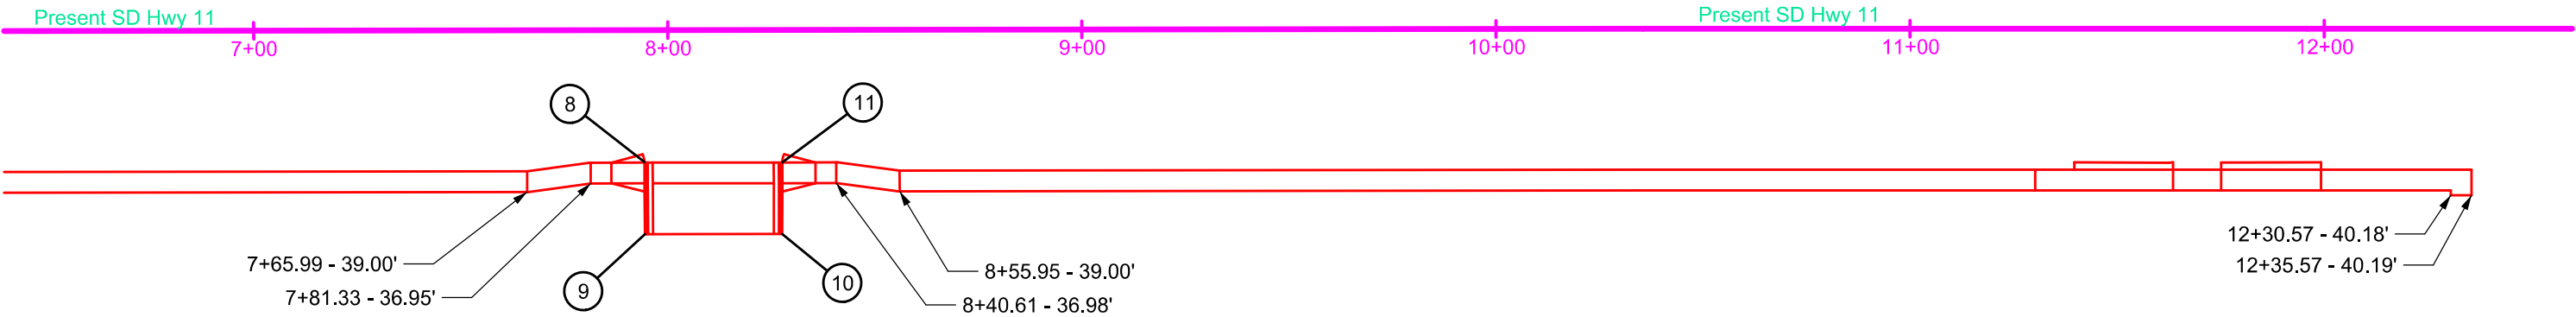 Present SD Hwy 11
Present SD Hwy 11
7+00
8+00
9+00
10+00
11+00
12+00
8
11
7+65.99 - 39.00'
7+81.33 - 36.95'
9
10
8+55.95 - 39.00'
8+40.61 - 36.98'
12+30.57 - 40.18'
12+35.57 - 40.19'